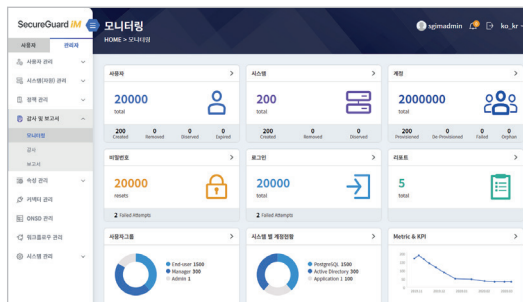 SecureGuard iM
사용자 관리자
사용자 관리
시스템(자원) 관리
정책 관리
감사 및 보고서
모니터링
감사
보고서
속성 관리
커넥터 관리
ONSO 관리
워크플로우 관리
시스템 관리
모니터링
HOME > 모니터링
sgimadmin ko_kr
사용자 >
20000
total
200 0 0 0
Created Removed Diserved Expired
시스템 >
200
total
200 0 0
Created Removed Diserved
계정 >
2000000
total
200 0 0 0
Provisioned De-Provisioned Failed Orphan
비밀번호 >
20000
resets
2 Failed Attempts
로그인 >
20000
total
2 Failed Attempts
리포트 >
5
total
사용자그룹 >
End-user 1500
Manager 300
Admin 1
시스템 별 계정현황 >
PostgreSQL 1500
Active Directory 300
Application 1 100
Metric & KPI >